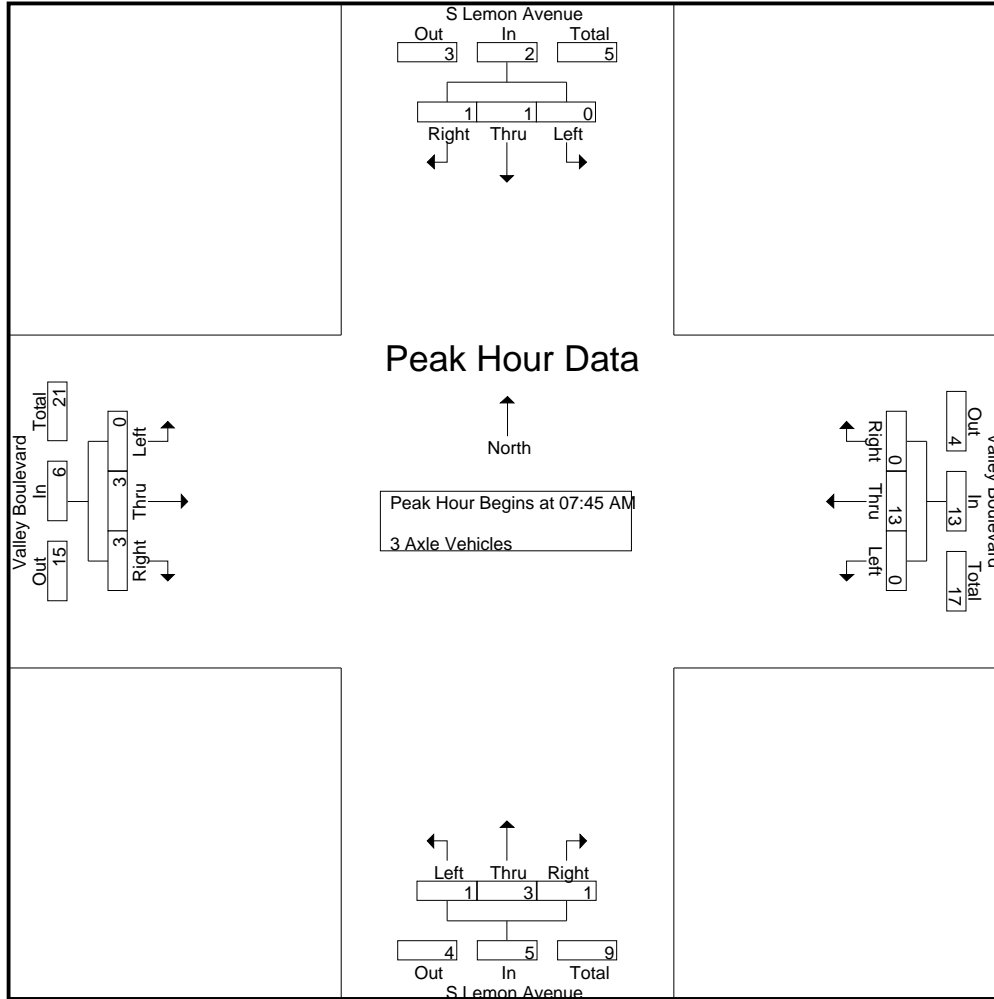 S Lemon Avenue
Out In Total
3 2 5
1 1 0
Right Thru Left
Peak Hour Data
North
Peak Hour Begins at 07:45 AM
3 Axle Vehicles
Valley Boulevard
Total In Out
21 6 15
0 3 3
Left Thru Right
Valley Boulevard
Out In Total
4 13 17
0 13 0
Right Thru Left
Left Thru Right
1 3 1
4 5 9
Out In Total
S Lemon Avenue